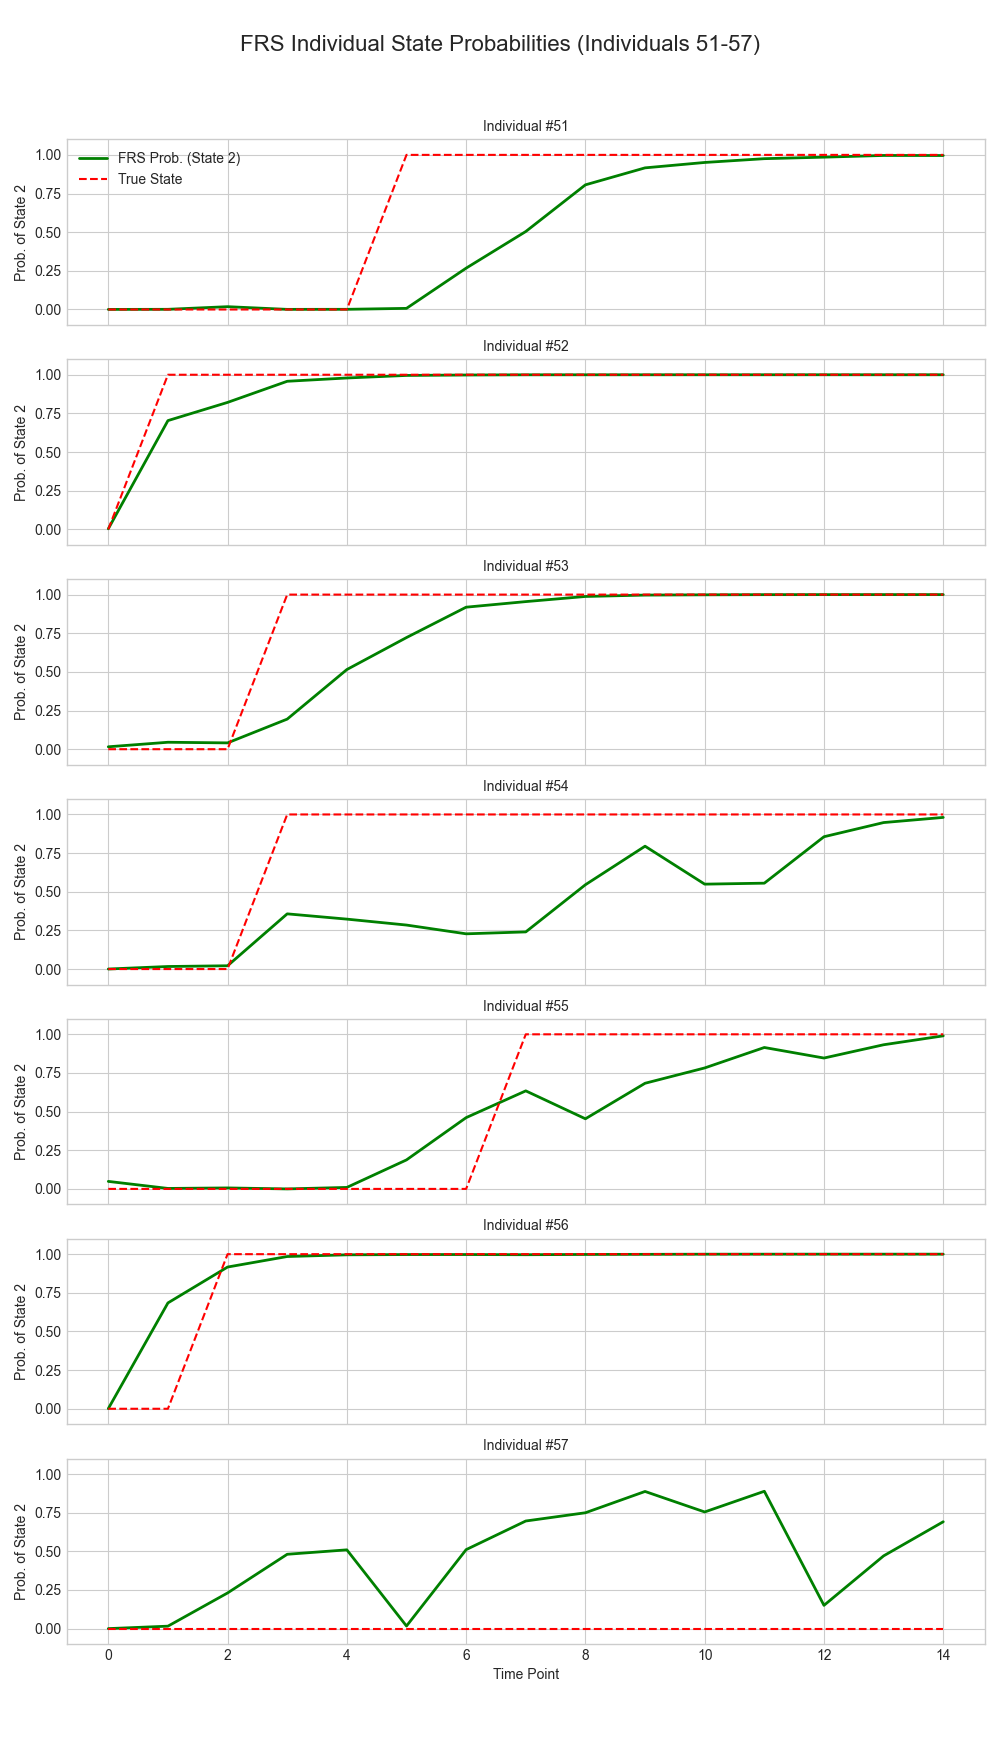 FRS Individual State Probabilities (Individuals 51-57)
Individual #51
1.00
0.75
0.50
0.25
0.00
Prob. of State 2
FRS Prob. (State 2)
True State
Individual #52
1.00
0.75
0.50
0.25
0.00
Prob. of State 2
Individual #53
1.00
0.75
0.50
0.25
0.00
Prob. of State 2
Individual #54
1.00
0.75
0.50
0.25
0.00
Prob. of State 2
Individual #55
1.00
0.75
0.50
0.25
0.00
Prob. of State 2
Individual #56
1.00
0.75
0.50
0.25
0.00
Prob. of State 2
Individual #57
1.00
0.75
0.50
0.25
0.00
Prob. of State 2
0 2 4 6 8 10 12 14
Time Point